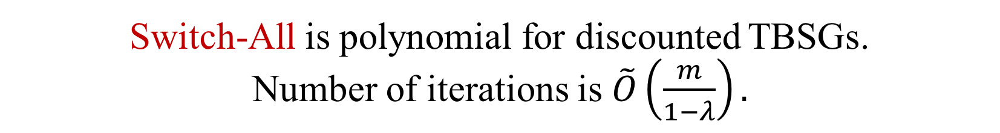 Switch-All is polynomial for discounted TBSGs.
Number of iterations is Õ(m/(1−λ)).